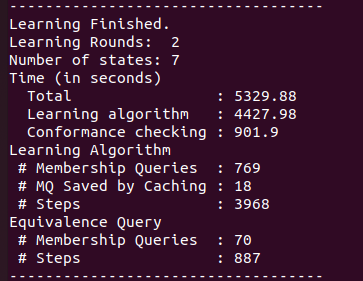 -----------------------------------
Learning Finished.
Learning Rounds:  2
Number of states: 7
Time (in seconds)
  Total                : 5329.88
  Learning algorithm   : 4427.98
  Conformance checking : 901.9
Learning Algorithm
 # Membership Queries  : 769
 # MQ Saved by Caching : 18
 # Steps               : 3968
Equivalence Query
 # Membership Queries  : 70
 # Steps               : 887
-----------------------------------